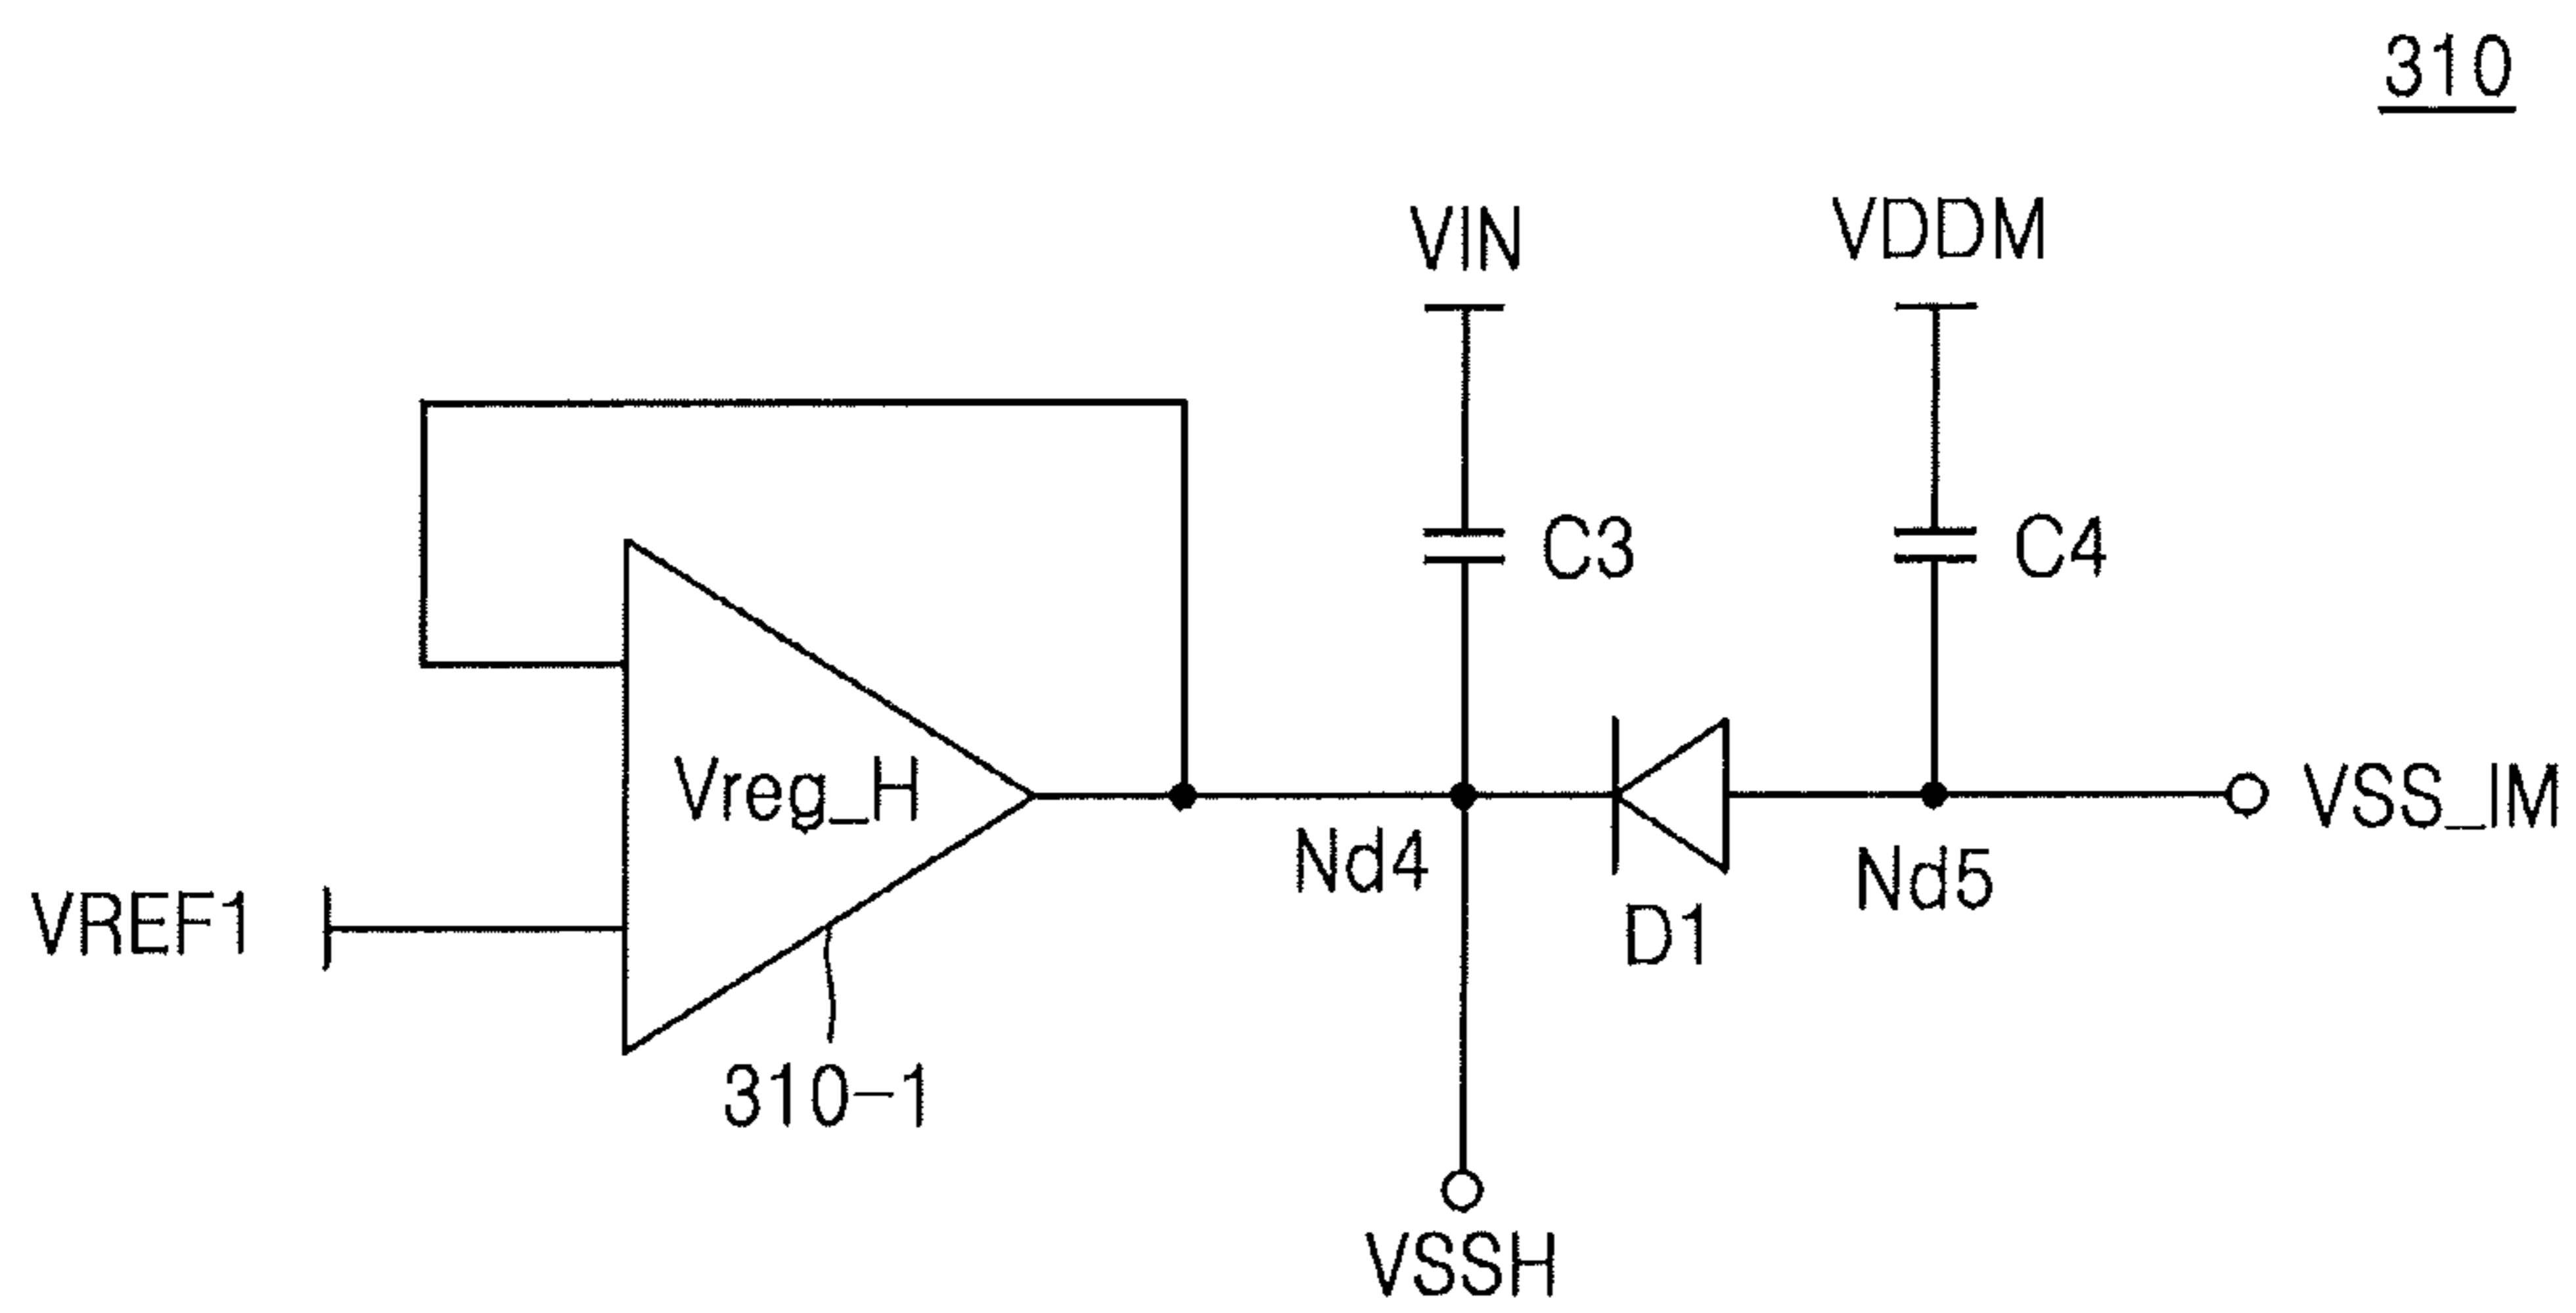 310
VIN
VDDM
C3
C4
Vreg_H
VSS_IM
Nd4
Nd5
VREF1
D1
310-1
VSSH